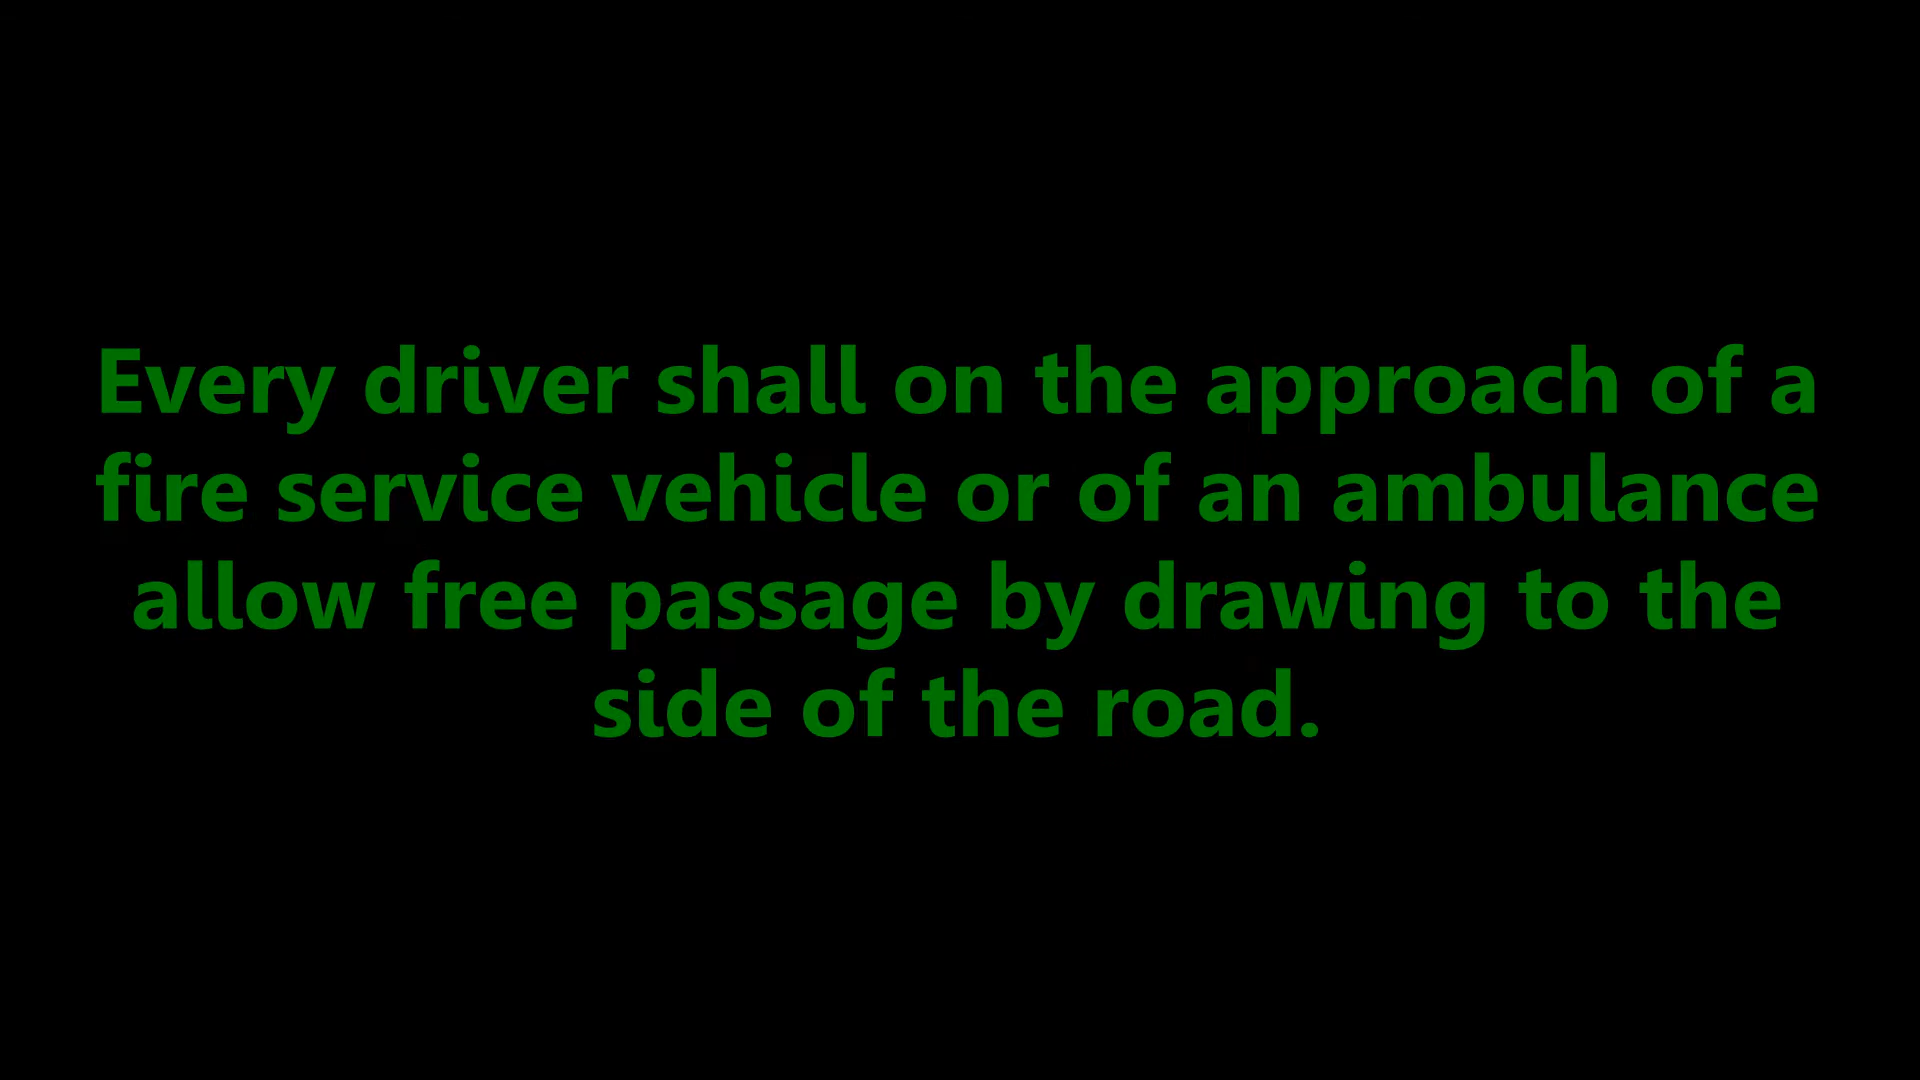 Every driver shall on the approach of a
fire service vehicle or of an ambulance
allow free passage by drawing to the
side of the road.